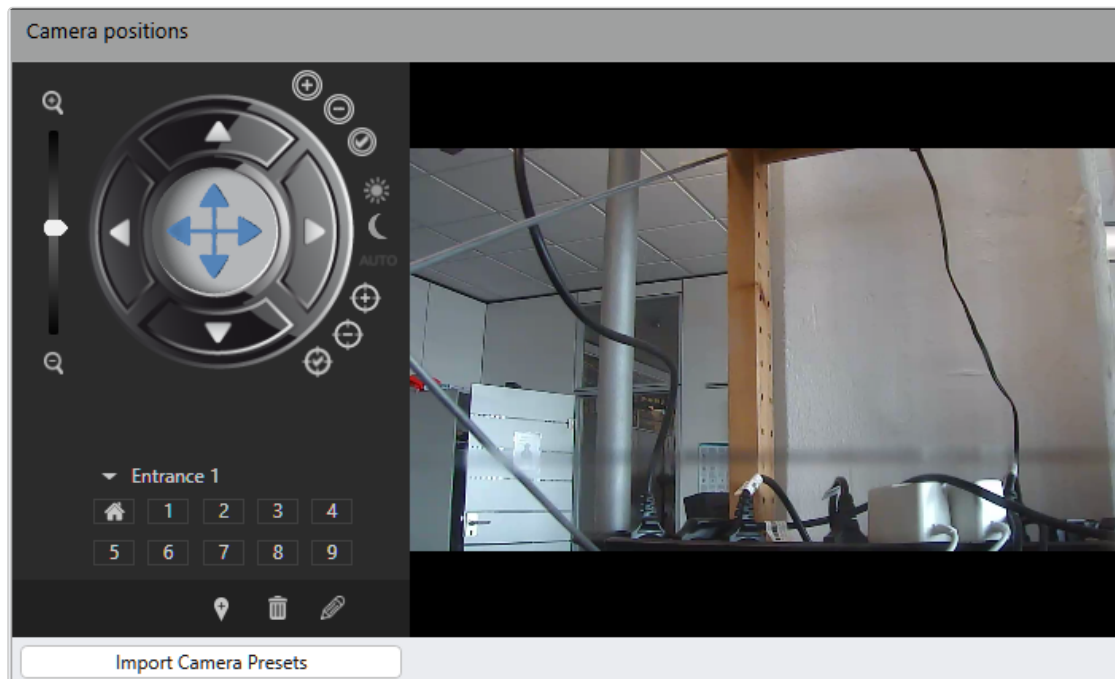 Camera positions
AUTO
Entrance 1
1 2 3 4
5 6 7 8 9
Import Camera Presets